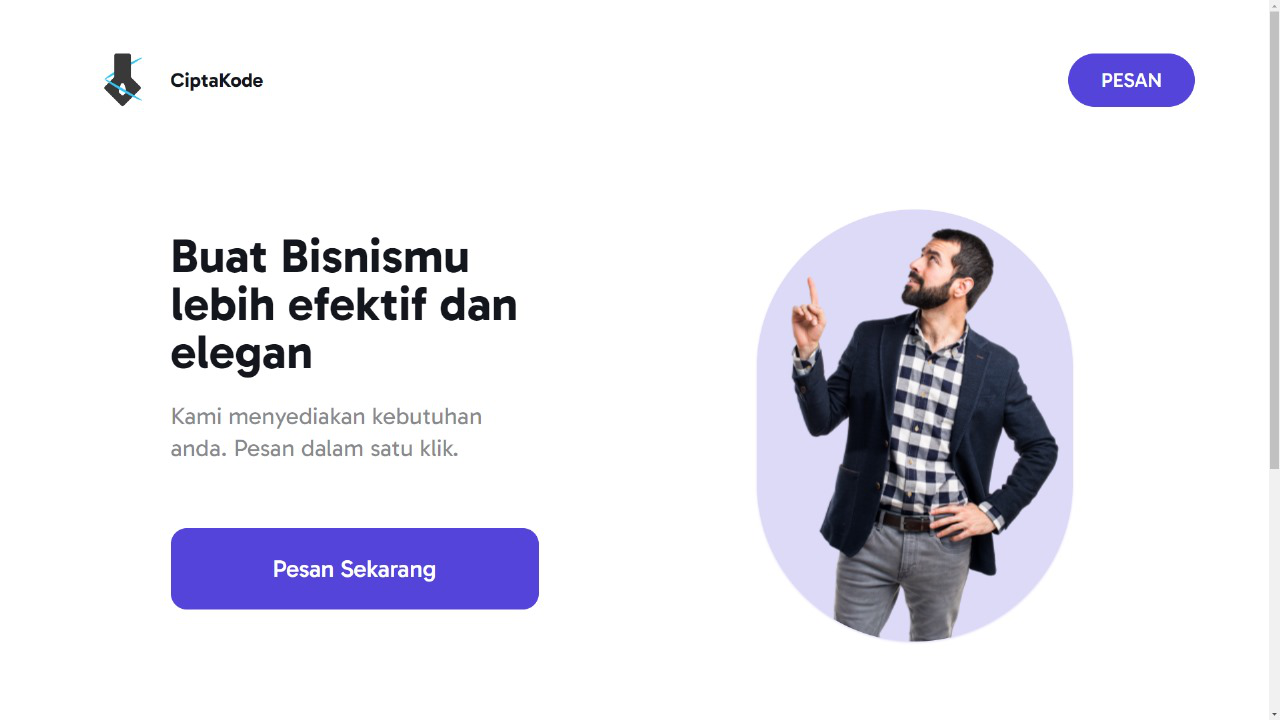 CiptaKode
PESAN
Buat Bisnismu
lebih efektif dan
elegan
Kami menyediakan kebutuhan
anda. Pesan dalam satu klik.
Pesan Sekarang